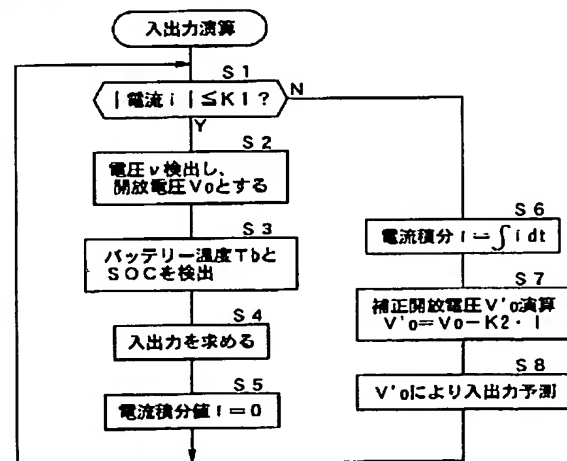 入出力演算
S1
|電流i|≦K1?
N
Y
S2
電圧v検出し、
開放電圧Voとする
S3
バッテリー温度Tbと
SOCを検出
S4
入出力を求める
S5
電流積分値I=0
S6
電流積分I=∫idt
S7
補正開放電圧V'o演算
V'o=Vo-K2・I
S8
V'oにより入出力予測